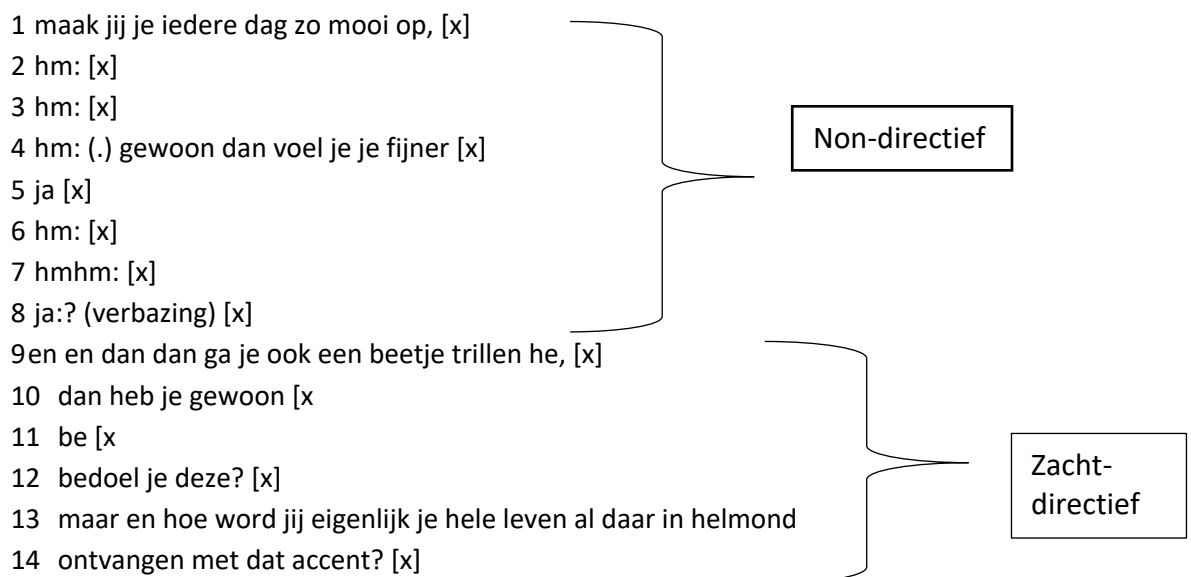 1 maak jij je iedere dag zo mooi op, [x]
2 hm: [x]
3 hm: [x]
4 hm: (.) gewoon dan voel je je fijner [x]
5 ja [x]
6 hm: [x]
7 hmhm: [x]
8 ja:? (verbazing) [x]
Non-directief
9en en dan dan ga je ook een beetje trillen he, [x]
10 dan heb je gewoon [x
11 be [x
12 bedoel je deze? [x]
13 maar en hoe word jij eigenlijk je hele leven al daar in helmond
14 ontvangen met dat accent? [x]
Zacht-
directief